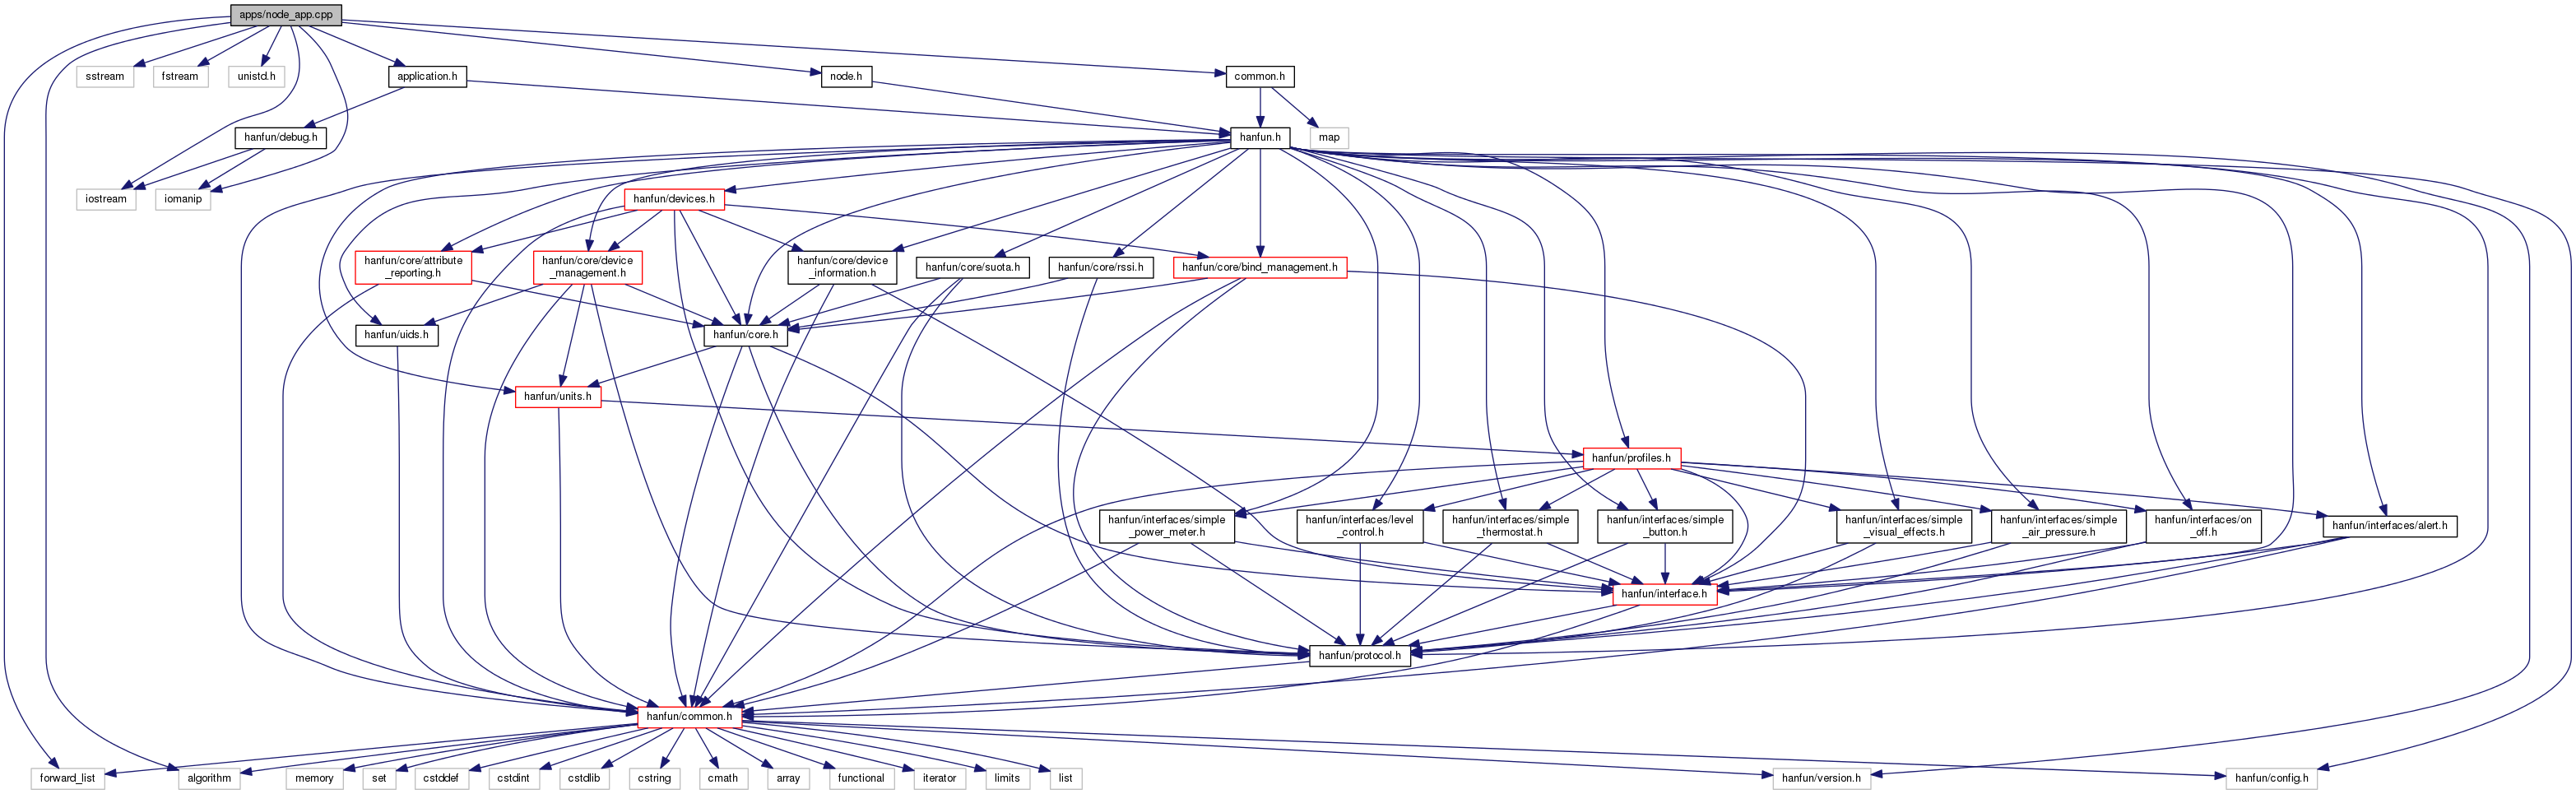 apps/node_app.cpp
sstream
fstream
unistd.h
application.h
node.h
common.h
hanfun/debug.h
hanfun.h
map
iostream
iomanip
hanfun/devices.h
hanfun/core/attribute
_reporting.h
hanfun/core/device
_management.h
hanfun/core/device
_information.h
hanfun/core/suota.h
hanfun/core/rssi.h
hanfun/core/bind_management.h
hanfun/uids.h
hanfun/core.h
hanfun/units.h
hanfun/profiles.h
hanfun/interfaces/simple
_power_meter.h
hanfun/interfaces/level
_control.h
hanfun/interfaces/simple
_thermostat.h
hanfun/interfaces/simple
_button.h
hanfun/interfaces/simple
_visual_effects.h
hanfun/interfaces/simple
_air_pressure.h
hanfun/interfaces/on
_off.h
hanfun/interfaces/alert.h
hanfun/interface.h
hanfun/protocol.h
hanfun/common.h
forward_list
algorithm
memory
set
cstddef
cstdint
cstdlib
cstring
cmath
array
functional
iterator
limits
list
hanfun/version.h
hanfun/config.h